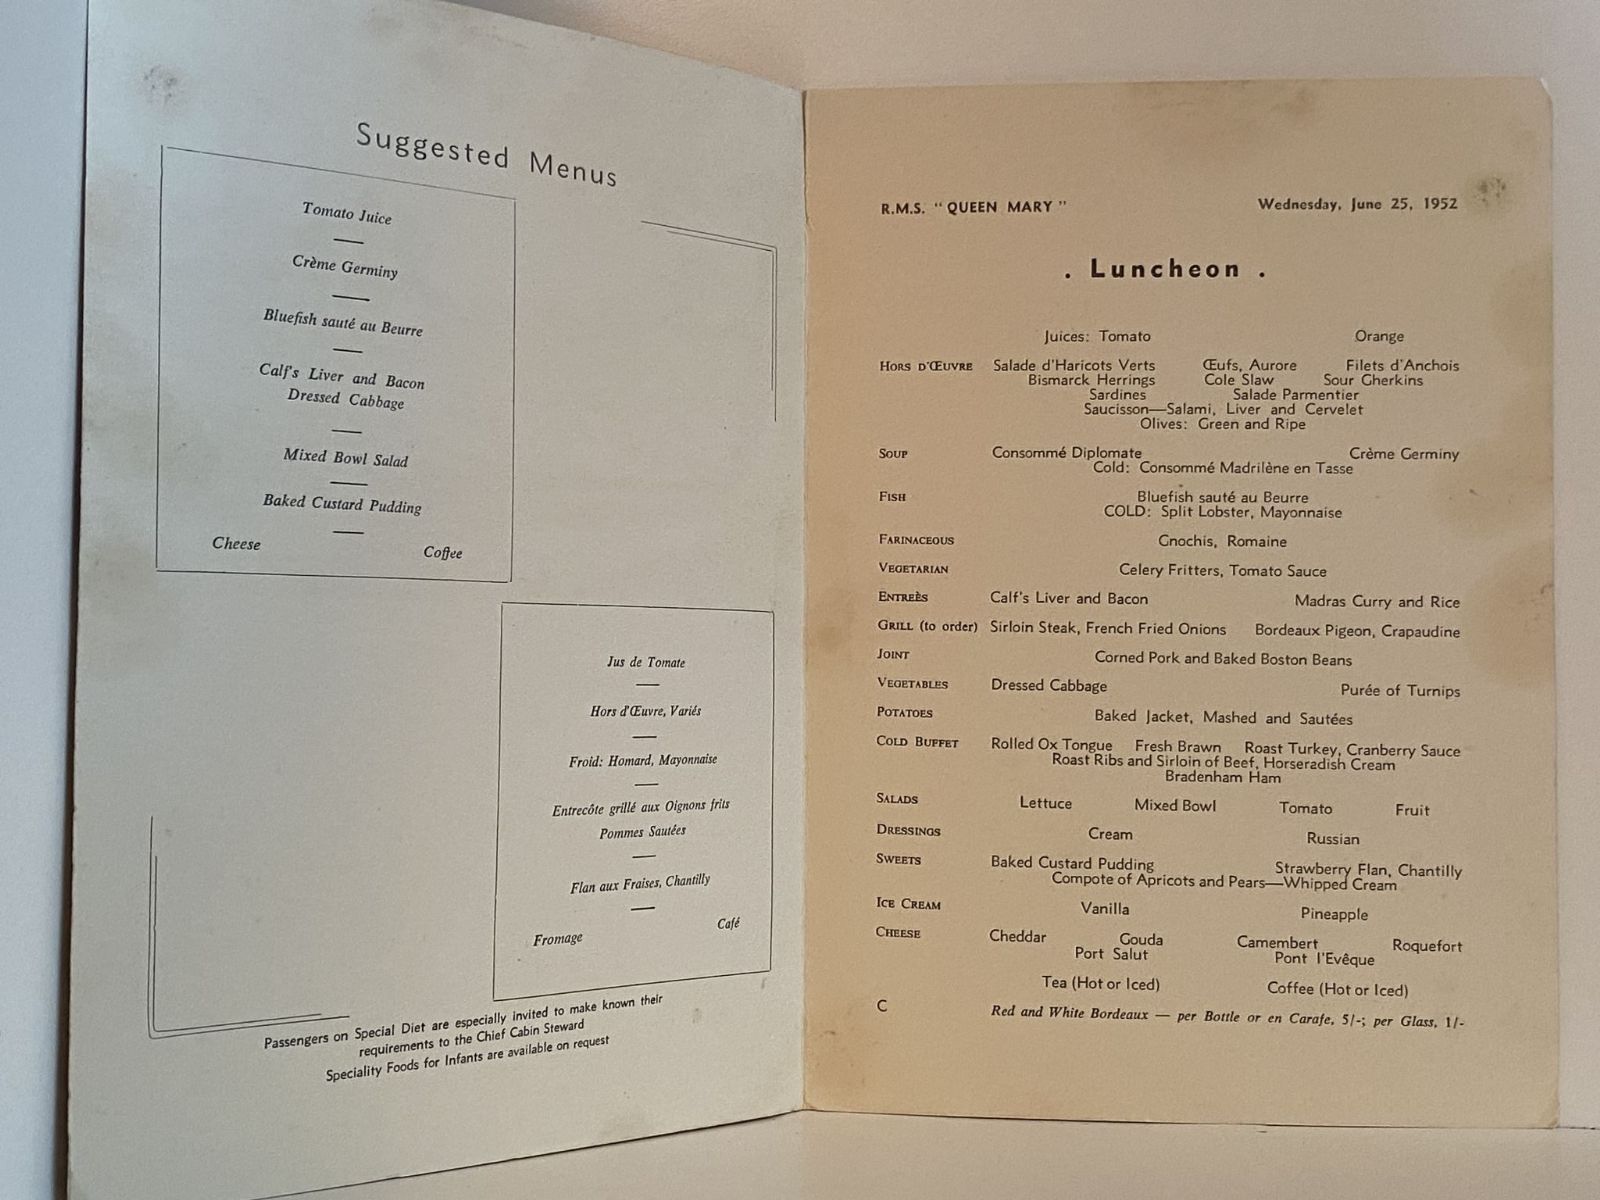 Suggested Menus
Tomato Juice
Crème Germiny
Bluefish sauté au Beurre
Calf's Liver and Bacon
Dressed Cabbage
Mixed Bowl Salad
Baked Custard Pudding
Cheese Coffee
Jus de Tomate
Hors d'Œuvre, Variés
Froid: Homard, Mayonnaise
Entrecôte grillé aux Oignons frits
Pommes Sautées
Flan aux Fraises, Chantilly
Fromage Café
Passengers on Special Diet are especially invited to make known their
requirements to the Chief Cabin Steward
Speciality Foods for Infants are available on request
R.M.S. "QUEEN MARY" Wednesday, June 25, 1952
. Luncheon .
Juices: Tomato Orange
HORS D'ŒUVRE Salade d'Haricots Verts Œufs, Aurore Filets d'Anchois
Bismarck Herrings Cole Slaw Sour Gherkins
Sardines Salade Parmentier
Saucisson—Salami, Liver and Cervelet
Olives: Green and Ripe
SOUP Consommé Diplomate Crème Germiny
Cold: Consommé Madrilène en Tasse
FISH Bluefish sauté au Beurre
COLD: Split Lobster, Mayonnaise
FARINACEOUS Gnochis, Romaine
VEGETARIAN Celery Fritters, Tomato Sauce
ENTREÈS Calf's Liver and Bacon Madras Curry and Rice
GRILL (to order) Sirloin Steak, French Fried Onions Bordeaux Pigeon, Crapaudine
JOINT Corned Pork and Baked Boston Beans
VEGETABLES Dressed Cabbage Purée of Turnips
POTATOES Baked Jacket, Mashed and Sautées
COLD BUFFET Rolled Ox Tongue Fresh Brawn Roast Turkey, Cranberry Sauce
Roast Ribs and Sirloin of Beef, Horseradish Cream
Bradenham Ham
SALADS Lettuce Mixed Bowl Tomato Fruit
DRESSINGS Cream Russian
SWEETS Baked Custard Pudding Strawberry Flan, Chantilly
Compote of Apricots and Pears—Whipped Cream
ICE CREAM Vanilla Pineapple
CHEESE Cheddar Gouda Camembert Roquefort
Port Salut Pont l'Evêque
Tea (Hot or Iced) Coffee (Hot or Iced)
C Red and White Bordeaux — per Bottle or en Carafe, 5/-; per Glass, 1/-